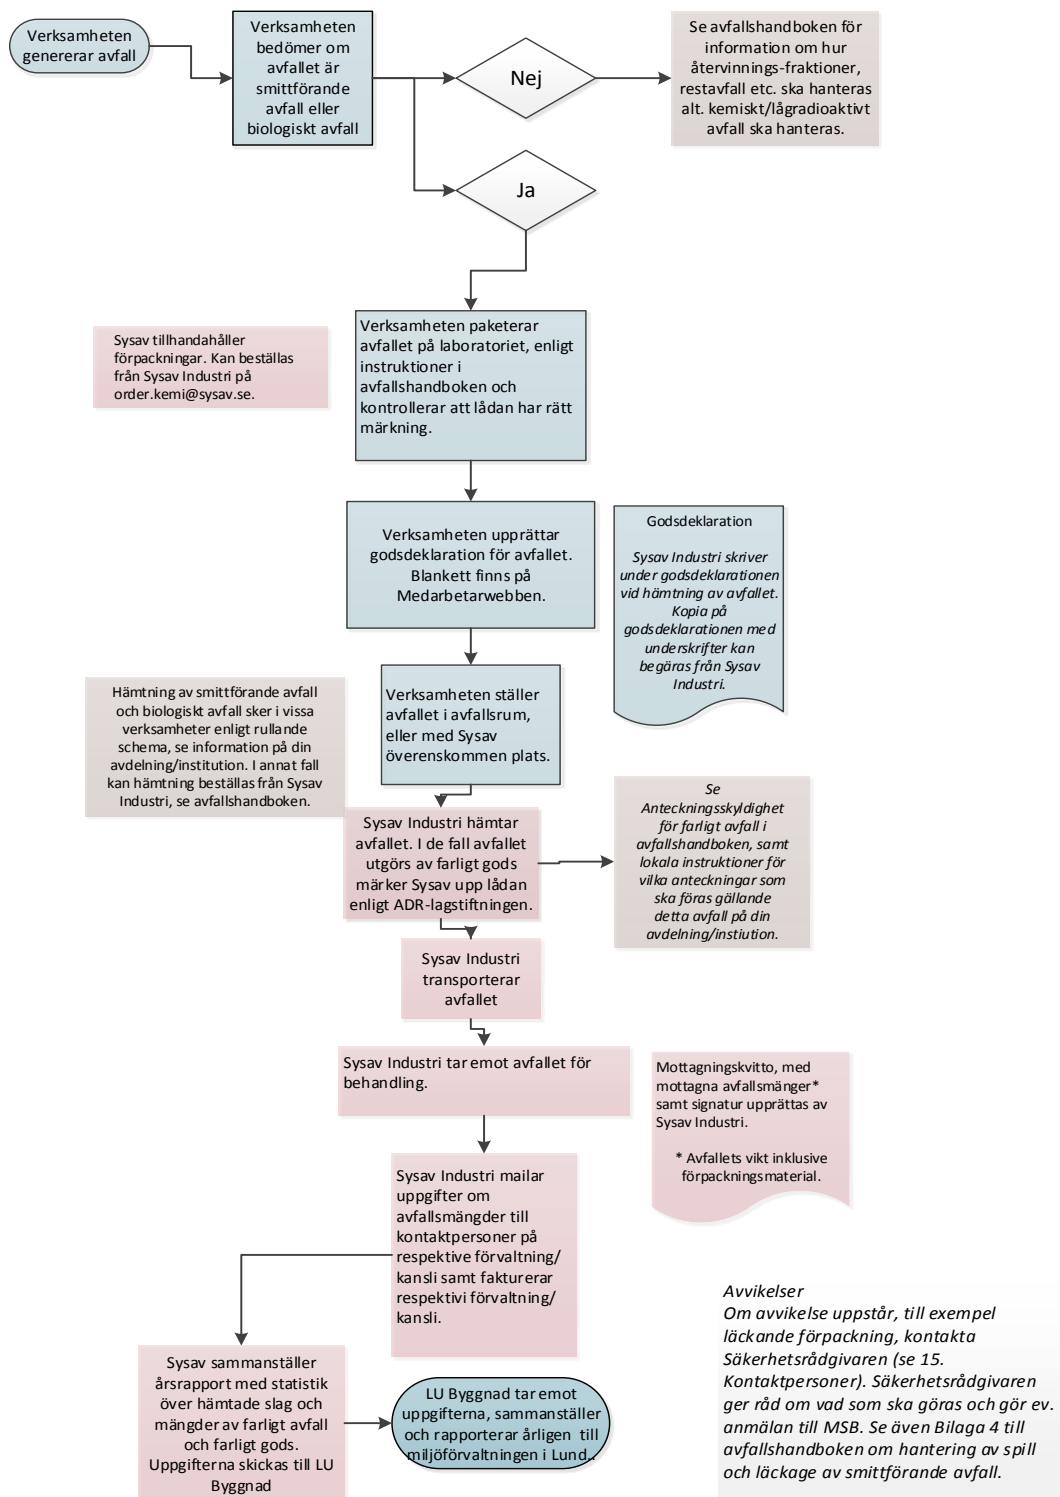 Verksamheten
genererar avfall
Verksamheten
bedömer om
avfallet är
smittförande
avfall eller
biologiskt avfall
Nej
Se avfallshandboken för
information om hur
återvinnings-fraktioner,
restavfall etc. ska hanteras
alt. kemiskt/lågradioaktivt
avfall ska hanteras.
Ja
Sysav tillhandahåller
förpackningar. Kan beställas
från Sysav Industri på
order.kemi@sysav.se.
Verksamheten paketerar
avfallet på laboratoriet, enligt
instruktioner i
avfallshandboken och
kontrollerar att lådan har rätt
märkning.
Verksamheten upprättar
godsdeklaration för avfallet.
Blankett finns på
Medarbetarwebben.
Godsdeklaration
Sysav Industri skriver
under godsdeklarationen
vid hämtning av avfallet.
Kopia på
godsdeklarationen med
underskrifter kan
begäras från Sysav
Industri.
Hämtning av smittförande avfall
och biologiskt avfall sker i vissa
verksamheter enligt rullande
schema, se information på din
avdelning/institution. I annat fall
kan hämtning beställas från Sysav
Industri, se avfallshandboken.
Verksamheten ställer
avfallet i avfallsrum,
eller med Sysav
överenskommen plats.
Sysav Industri hämtar
avfallet. I de fall avfallet
utgörs av farligt gods
märker Sysav upp lådan
enligt ADR-lagstiftningen.
Se
Anteckningsskyldighet
för farligt avfall i
avfallshandboken, samt
lokala instruktioner för
vilka anteckningar som
ska föras gällande
detta avfall på din
avdelning/instiution.
Sysav Industri
transporterar
avfallet
Sysav Industri tar emot avfallet för
behandling.
Mottagningskvitto, med
mottagna avfallsmänger*
samt signatur upprättas av
Sysav Industri.
* Avfallets vikt inklusive
förpackningsmaterial.
Sysav Industri mailar
uppgifter om
avfallsmängder till
kontaktpersoner på
respektive förvaltning/
kansli samt fakturerar
respektivi förvaltning/
kansli.
Sysav sammanställer
årsrapport med statistik
över hämtade slag och
mängder av farligt avfall
och farligt gods.
Uppgifterna skickas till LU
Byggnad
LU Byggnad tar emot
uppgifterna, sammanställer
och rapporterar årligen till
miljöförvaltningen i Lund..
Avvikelser
Om avvikelse uppstår, till exempel
läckande förpackning, kontakta
Säkerhetsrådgivaren (se 15.
Kontaktpersoner). Säkerhetsrådgivaren
ger råd om vad som ska göras och gör ev.
anmälan till MSB. Se även Bilaga 4 till
avfallshandboken om hantering av spill
och läckage av smittförande avfall.